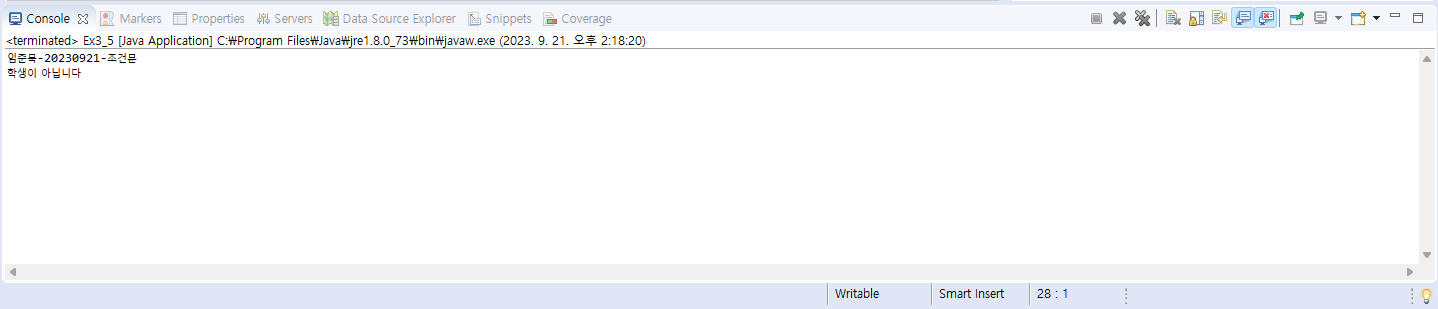 Console Markers Properties Servers Data Source Explorer Snippets Coverage
<terminated> Ex3_5 [Java Application] C:₩Program Files₩Java₩jre1.8.0_73₩bin₩javaw.exe (2023. 9. 21. 오후 2:18:20)
임준묵-20230921-조건문
학생이 아닙니다
Writable Smart Insert 28 : 1